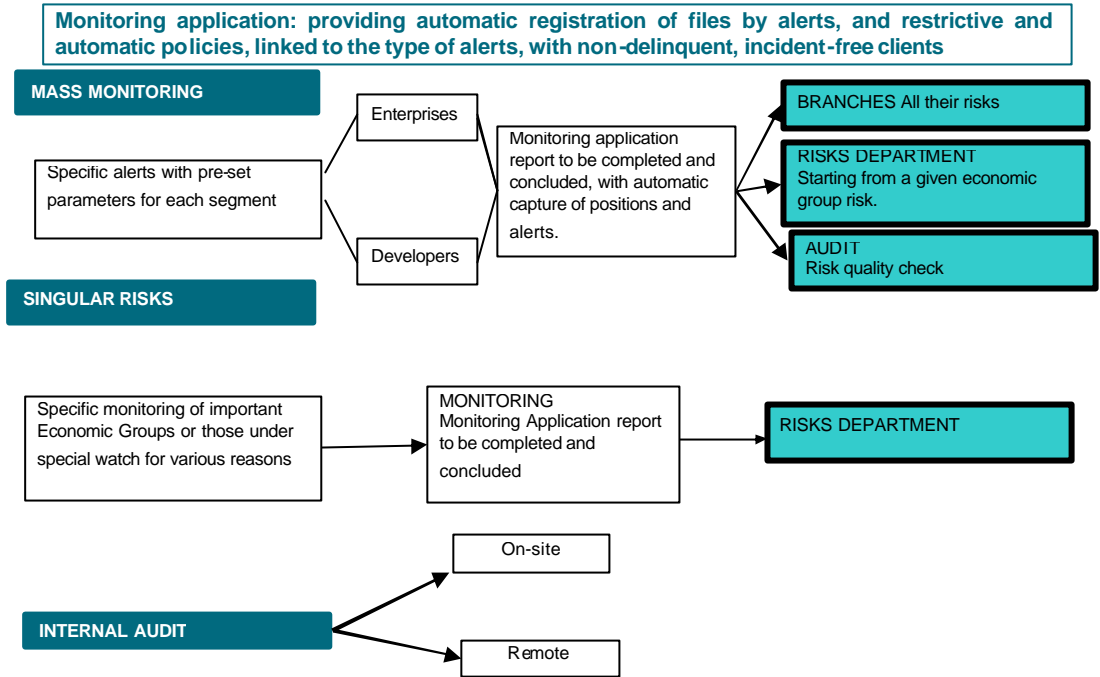 Monitoring application: providing automatic registration of files by alerts, and restrictive and
automatic policies, linked to the type of alerts, with non-delinquent, incident-free clients
MASS MONITORING
Specific alerts with pre-set
parameters for each segment
Enterprises
Developers
Monitoring application
report to be completed and
concluded, with automatic
capture of positions and
alerts.
BRANCHES All their risks
RISKS DEPARTMENT
Starting from a given economic
group risk.
AUDIT
Risk quality check
SINGULAR RISKS
Specific monitoring of important
Economic Groups or those under
special watch for various reasons
MONITORING
Monitoring Application report
to be completed and
concluded
RISKS DEPARTMENT
INTERNAL AUDIT
On-site
Remote